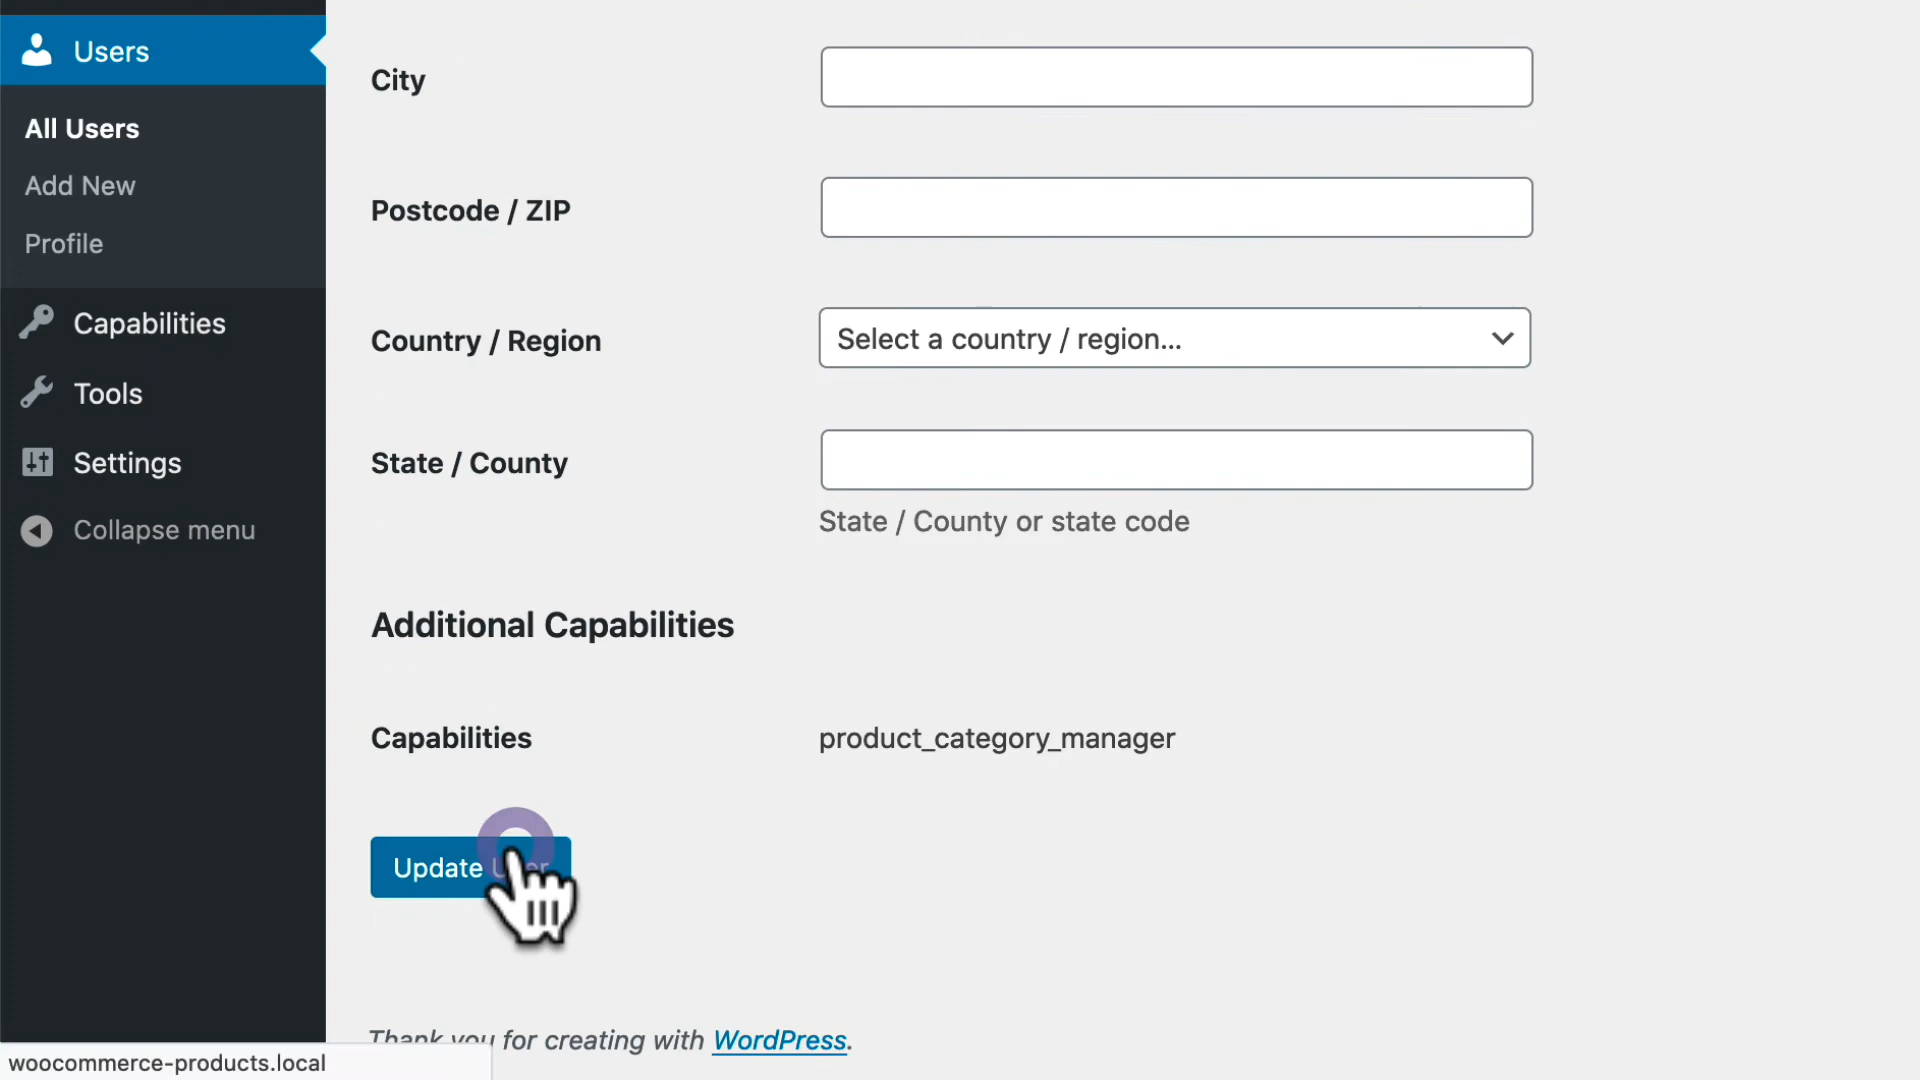 Users
All Users
Add New
Profile
Capabilities
Tools
Settings
Collapse menu
City
Postcode / ZIP
Country / Region
Select a country / region...
State / County
State / County or state code
Additional Capabilities
Capabilities
product_category_manager
Update User
Thank you for creating with WordPress.
woocommerce-products.local